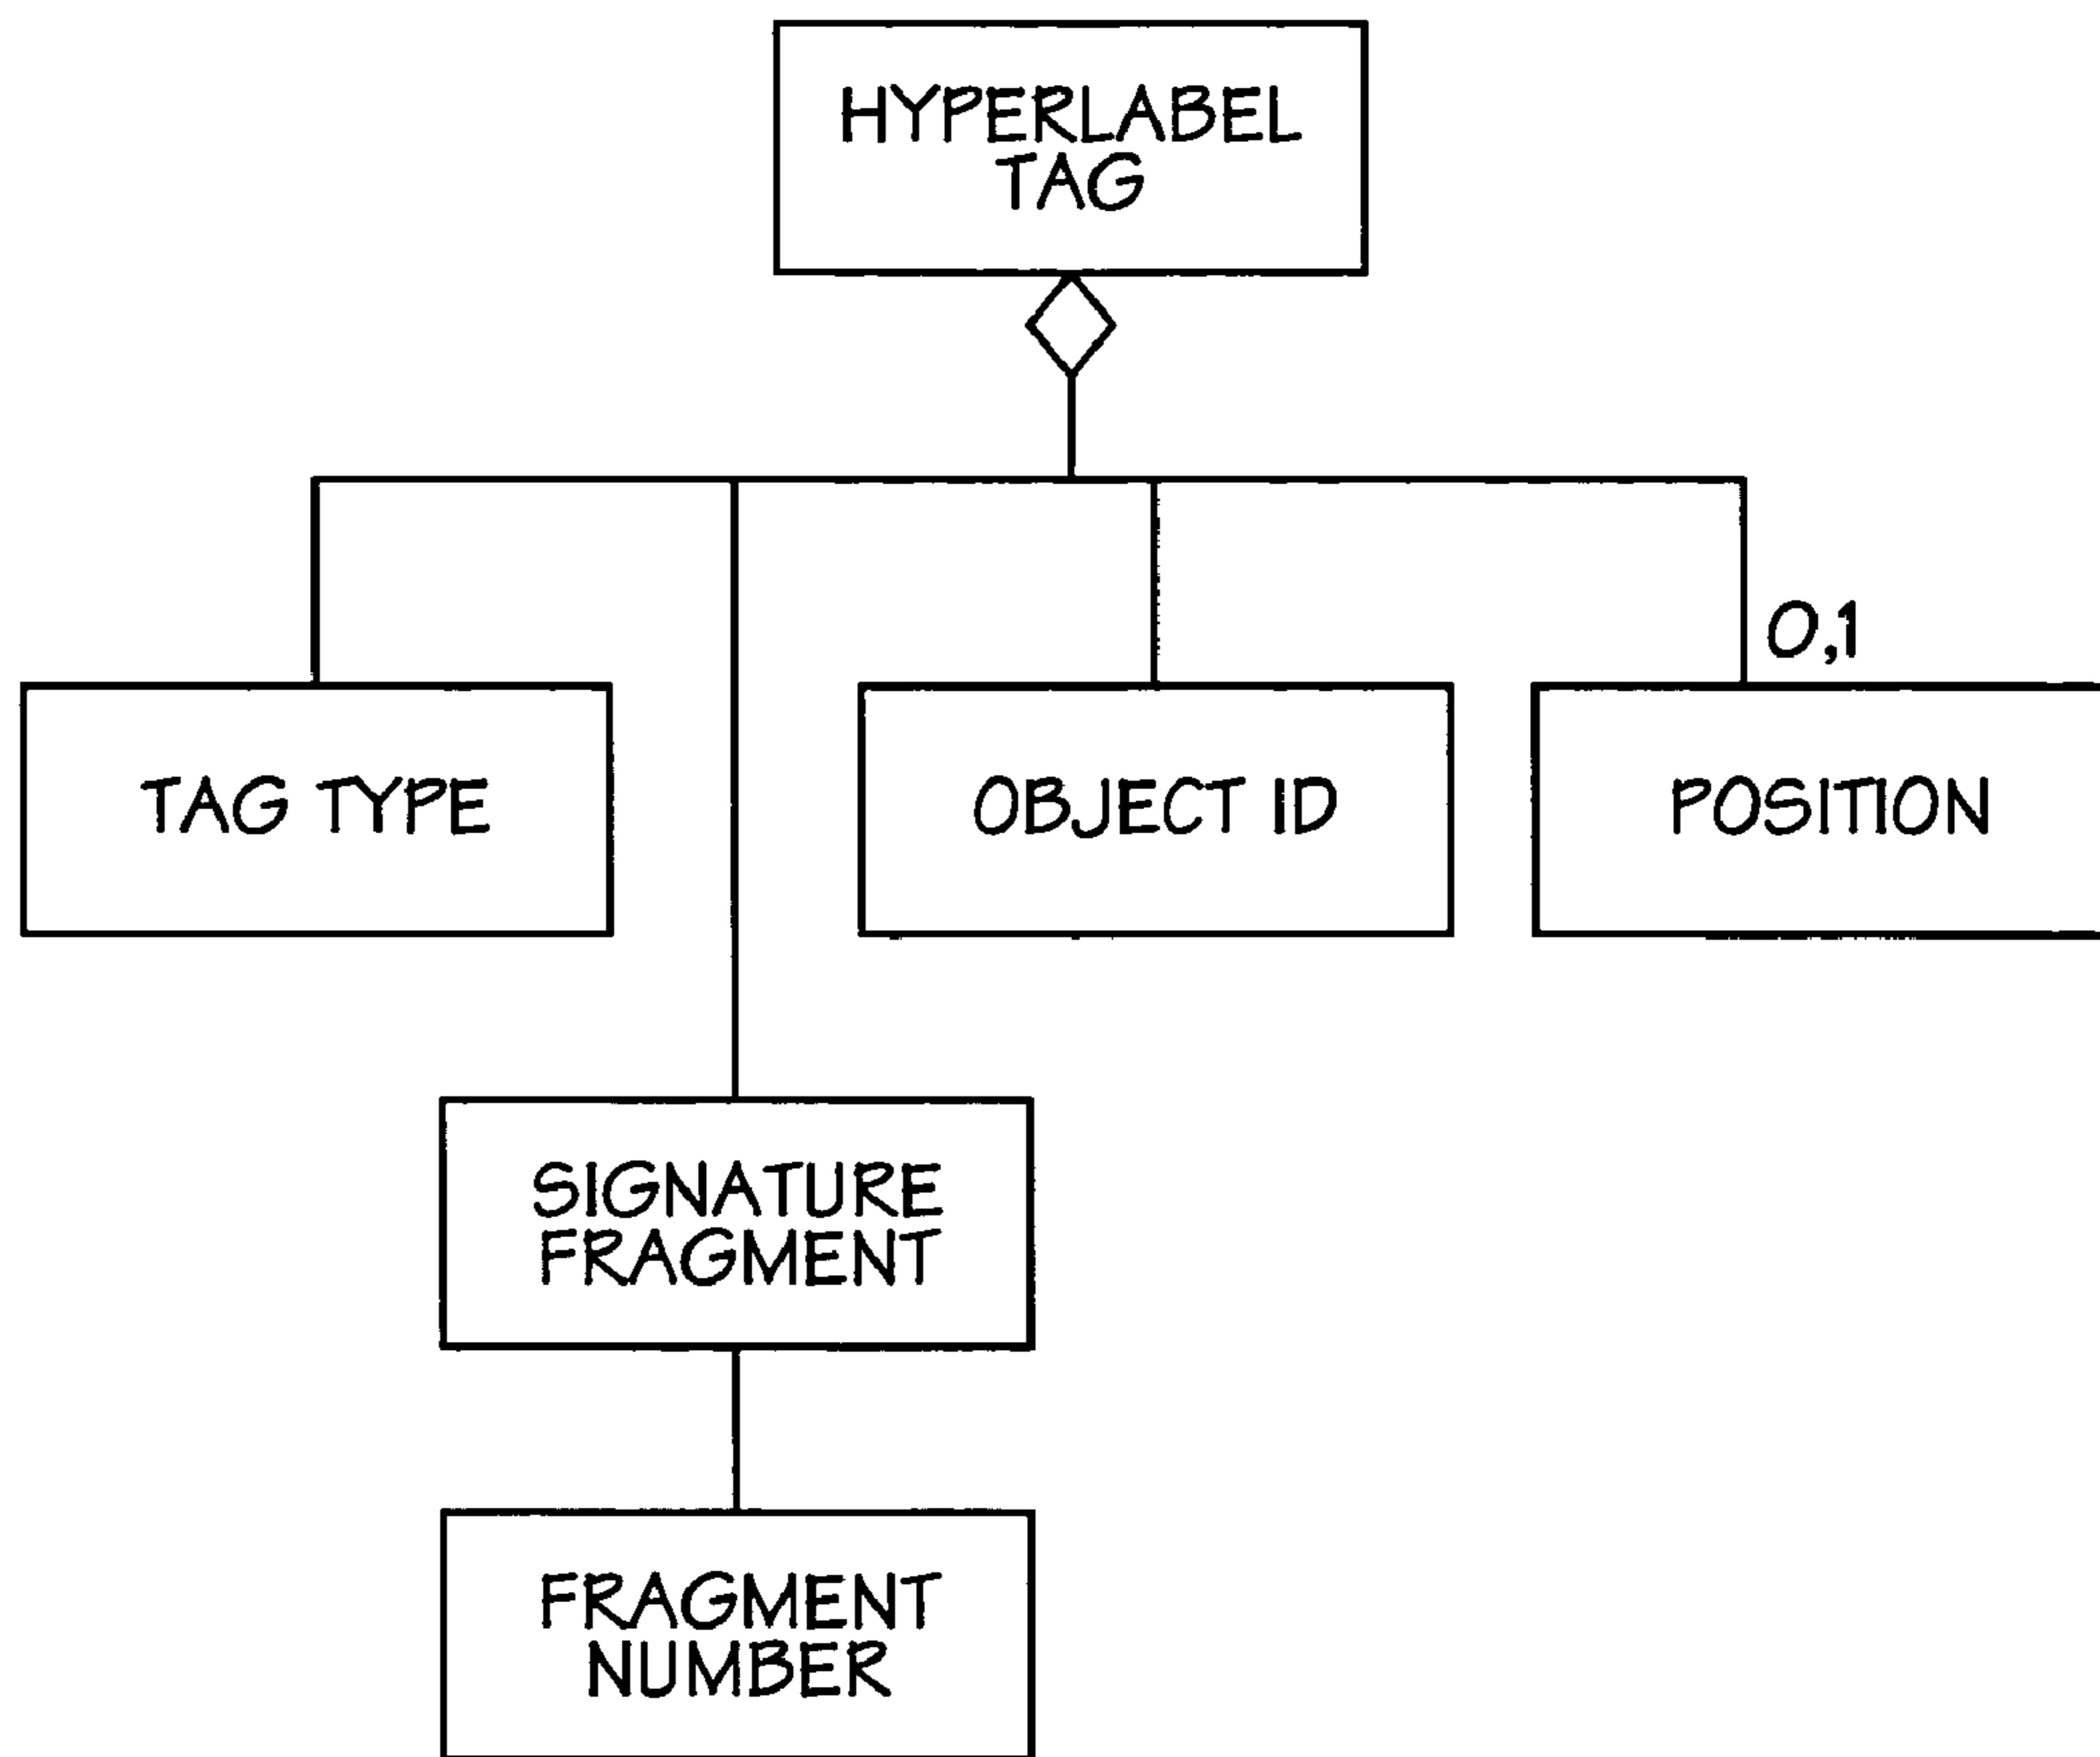 HYPERLABEL
TAG
0,1
TAG TYPE
OBJECT ID
POSITION
SIGNATURE
FRAGMENT
FRAGMENT
NUMBER